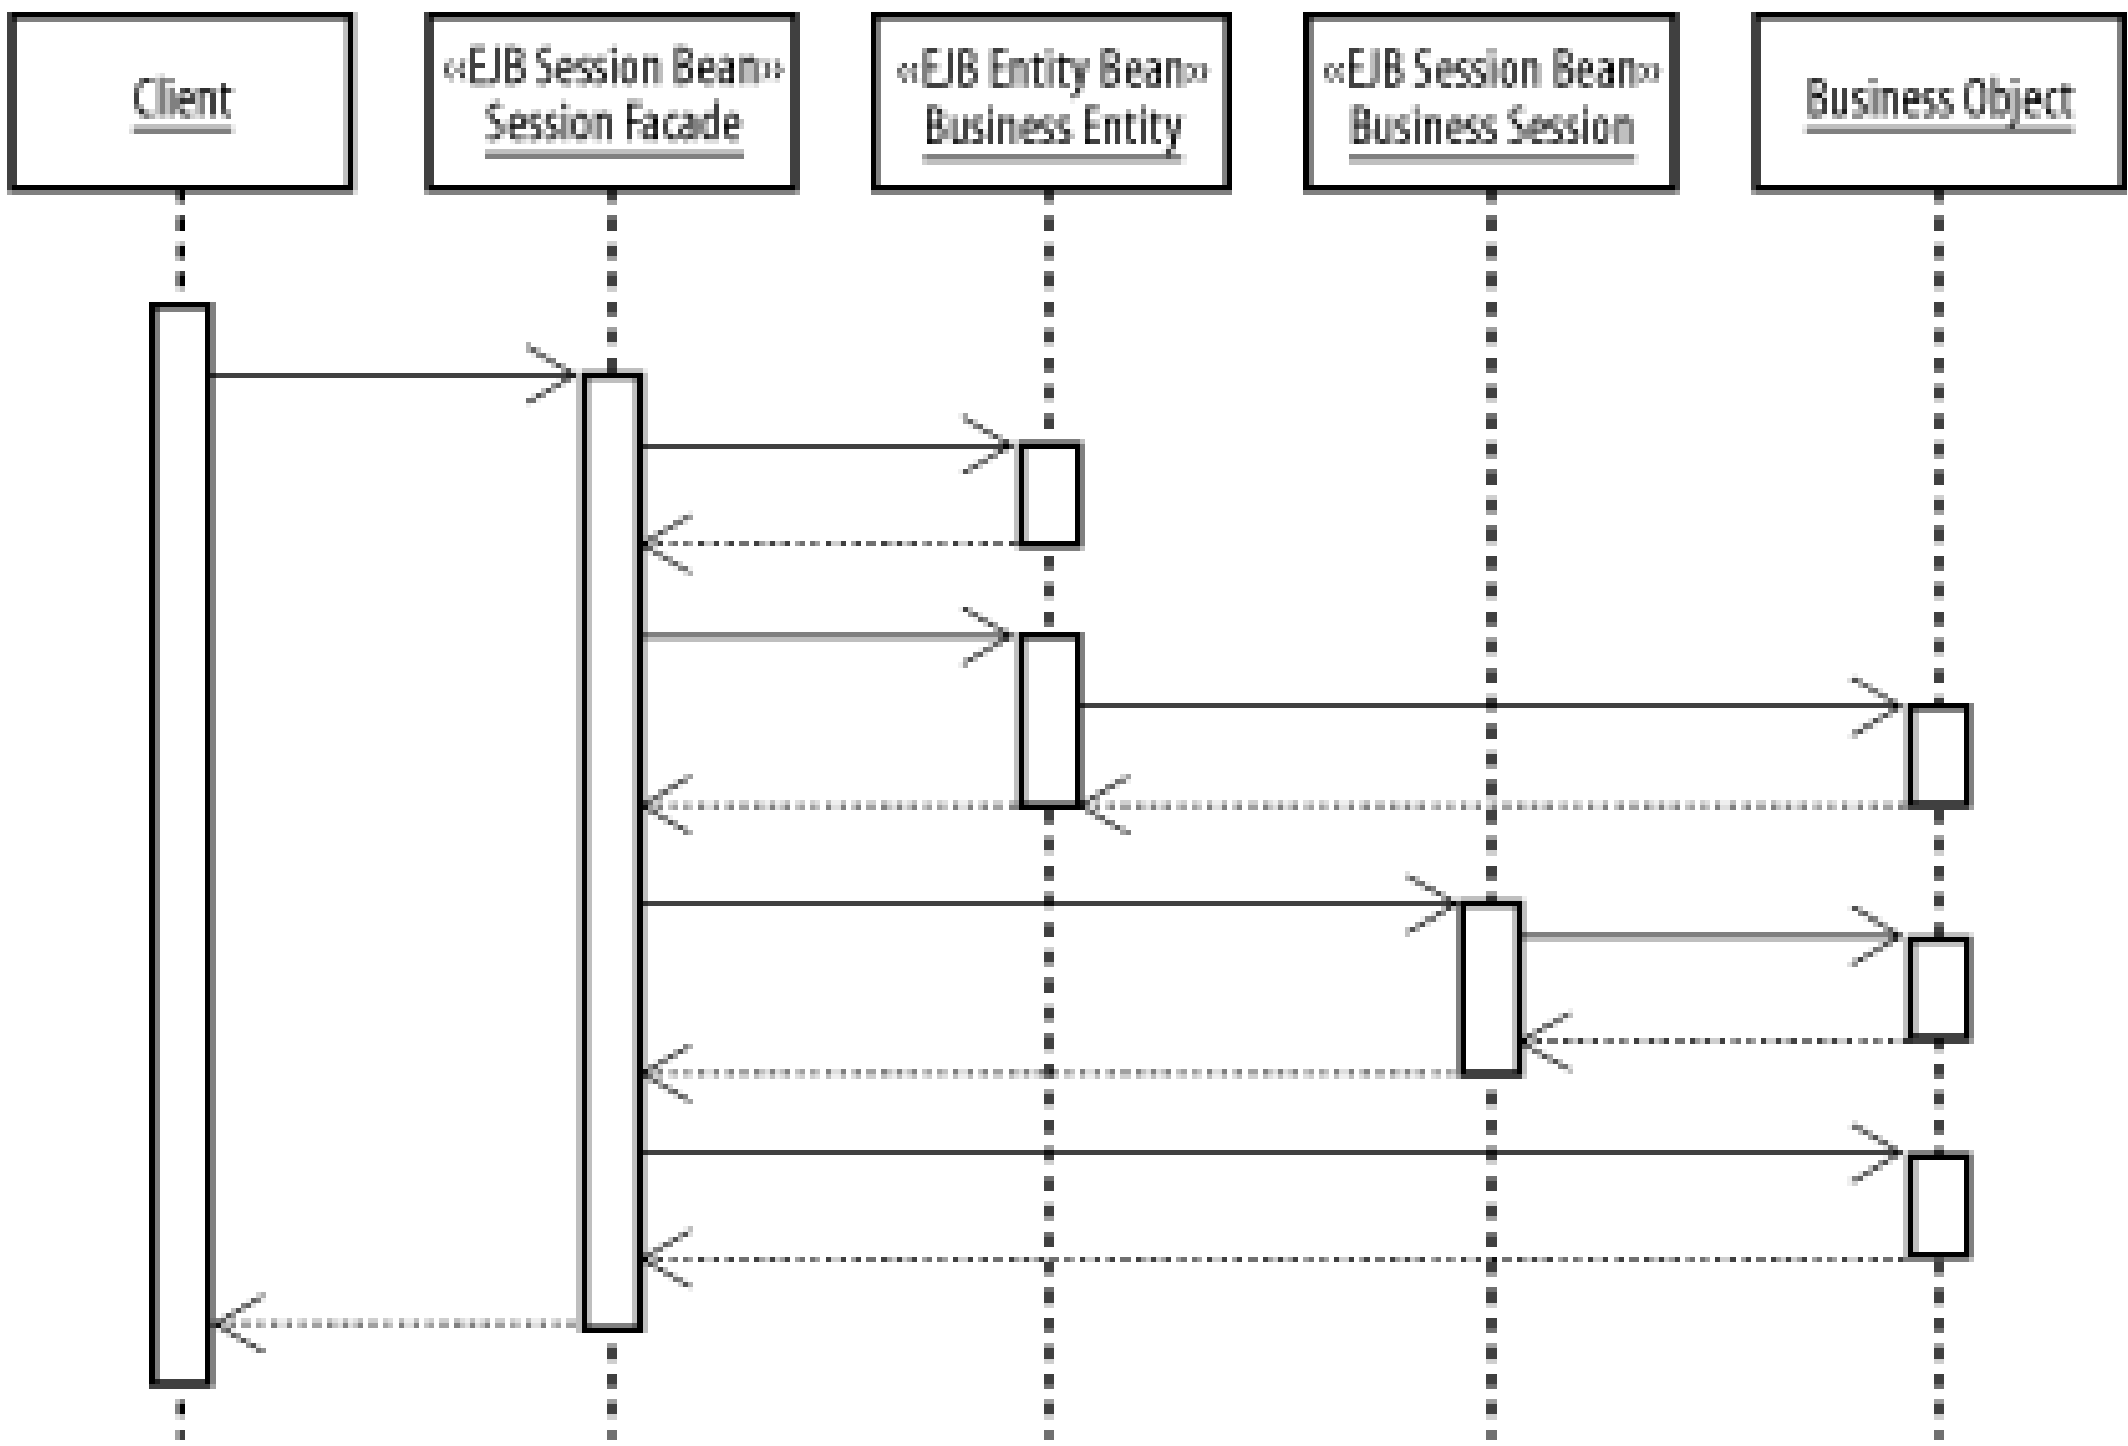 Client
«EJB Session Bean»
Session Facade
«EJB Entity Bean»
Business Entity
«EJB Session Bean»
Business Session
Business Object